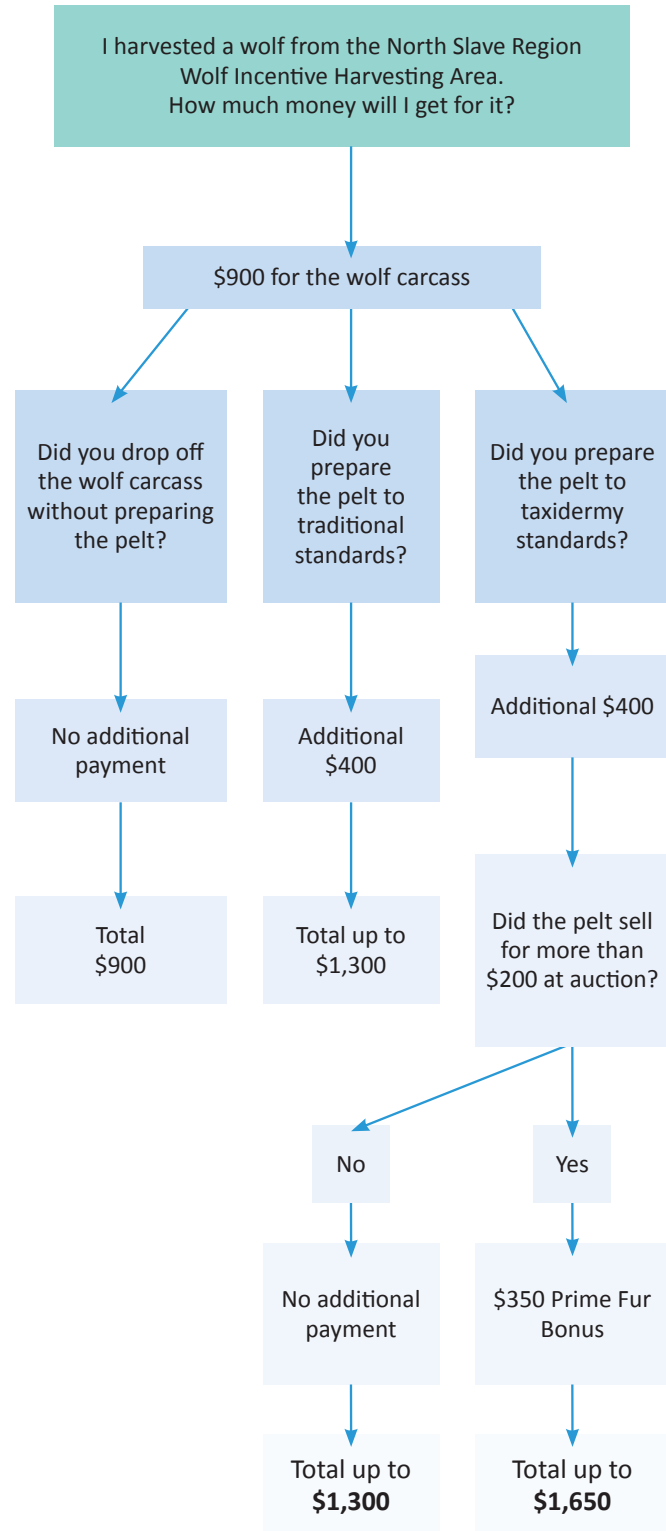 I harvested a wolf from the North Slave Region
Wolf Incentive Harvesting Area.
How much money will I get for it?
$900 for the wolf carcass
Did you drop off
the wolf carcass
without preparing
the pelt?
Did you
prepare
the pelt to
traditional
standards?
Did you prepare
the pelt to
taxidermy
standards?
No additional
payment
Additional
$400
Additional $400
Total
$900
Total up to
$1,300
Did the pelt sell
for more than
$200 at auction?
No
Yes
No additional
payment
$350 Prime Fur
Bonus
Total up to
$1,300
Total up to
$1,650